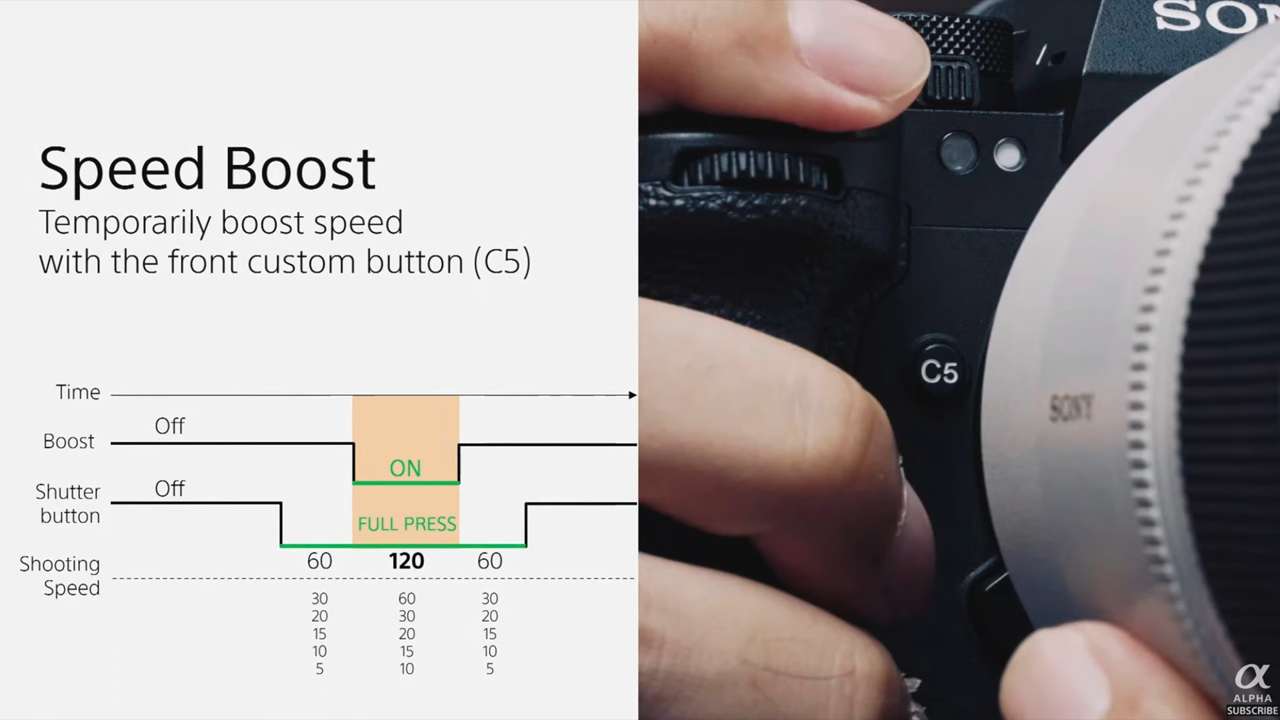 Speed Boost
Temporarily boost speed
with the front custom button (C5)
Time
Off
Boost
ON
Off
Shutter
button
FULL PRESS
Shooting
Speed
60 120 60
30 60 30
20 30 20
15 20 15
10 15 10
5 10 5
SON
C5
SONY
α
ALPHA
SUBSCRIBE